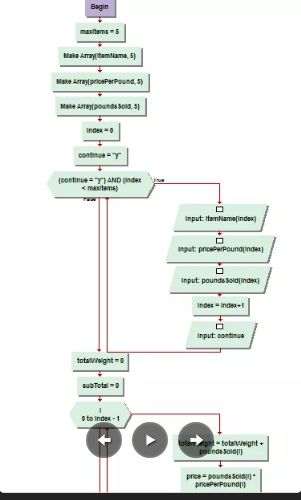 Begin
maxItems = 5
Make Array(itemName, 5)
Make Array(pricePerPound, 5)
Make Array(poundsSold, 5)
index = 0
continue = "y"
(continue = "y") AND (index
< maxItems)
True
False
Input: itemName(index)
Input: pricePerPound(index)
Input: poundsSold(index)
index = index+1
Input: continue
totalWeight = 0
subTotal = 0
i
0 to index - 1
totalWeight = totalWeight +
poundsSold(i)
price = poundsSold(i) *
pricePerPound(i)